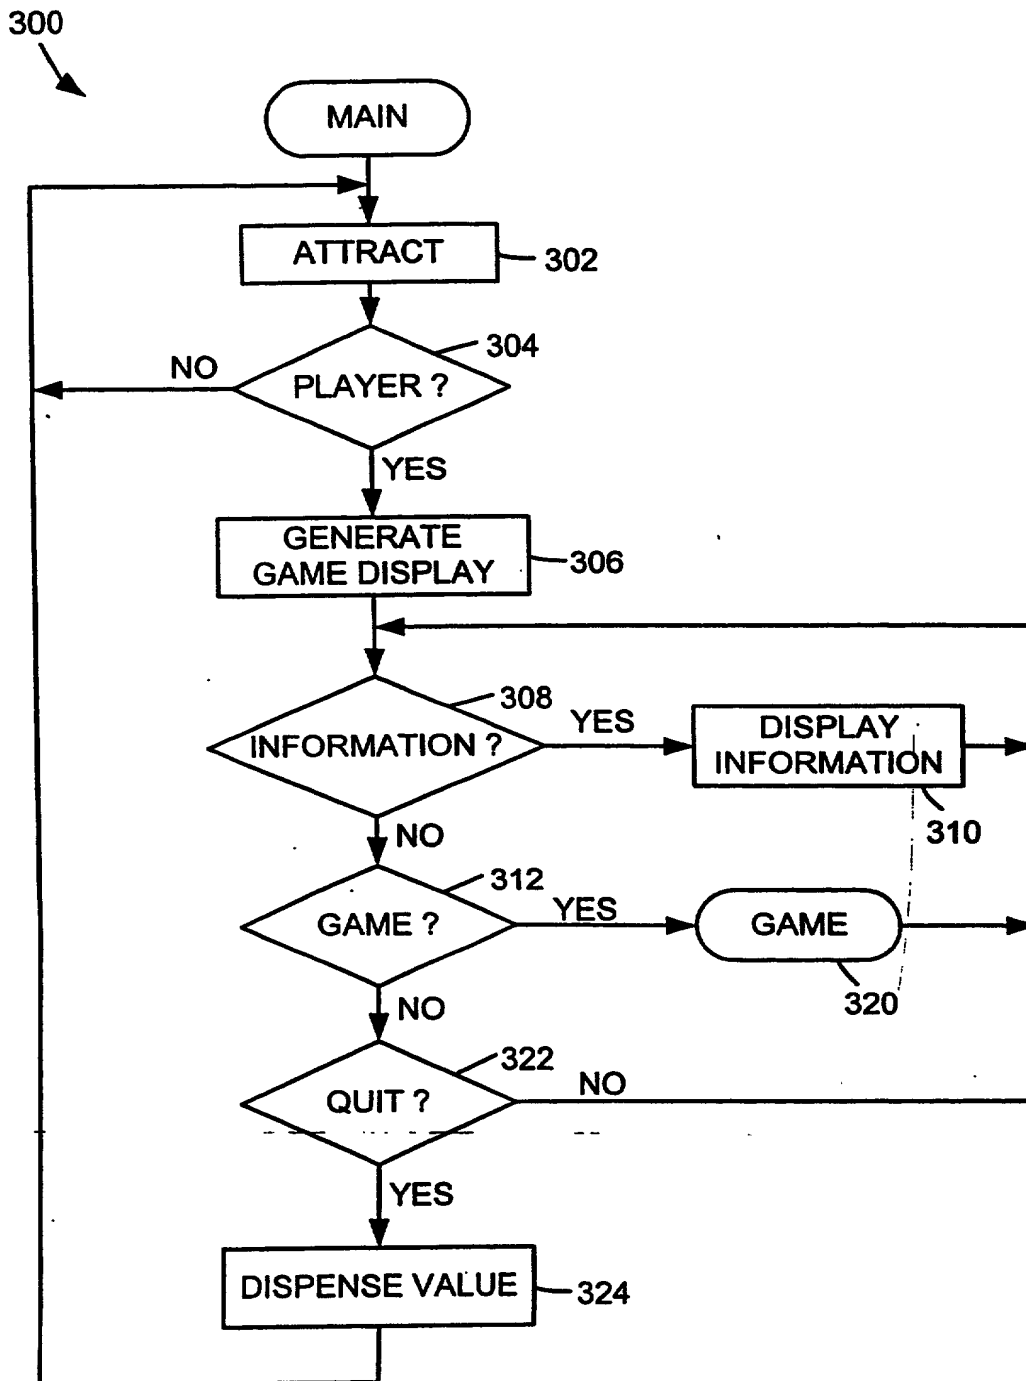 300
MAIN
ATTRACT
302
304
NO
PLAYER ?
YES
GENERATE
GAME DISPLAY
306
308
INFORMATION ?
YES
DISPLAY
INFORMATION
310
NO
312
GAME ?
YES
GAME
320
NO
322
QUIT ?
NO
YES
DISPENSE VALUE
324